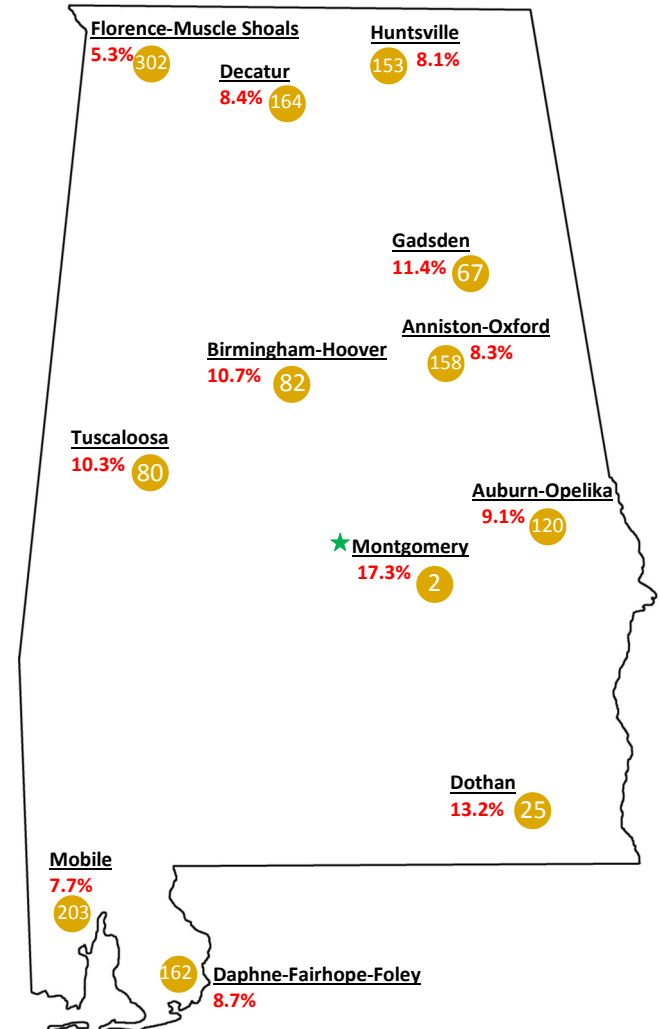 Florence-Muscle Shoals
5.3%
302
Huntsville
153
8.1%
Decatur
8.4%
164
Gadsden
11.4%
67
Anniston-Oxford
158
8.3%
Birmingham-Hoover
10.7%
82
Tuscaloosa
10.3%
80
Auburn-Opelika
9.1%
120
Montgomery
17.3%
2
Dothan
13.2%
25
Mobile
7.7%
203
162
Daphne-Fairhope-Foley
8.7%